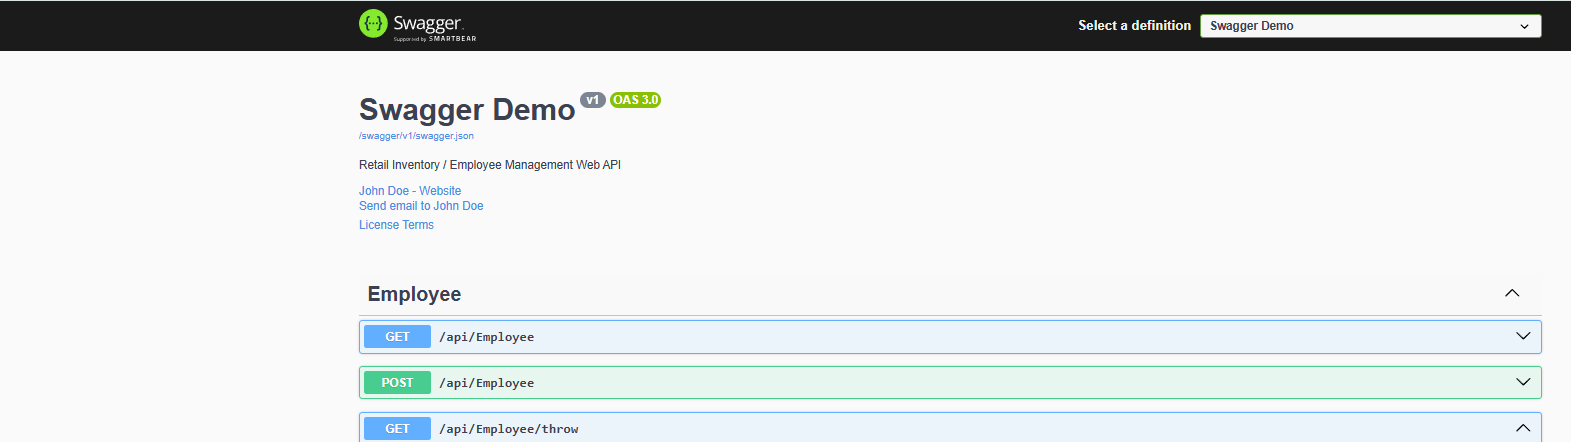 Swagger.
Supported by SMARTBEAR
Select a definition
Swagger Demo
Swagger Demo v1 OAS 3.0
/swagger/v1/swagger.json
Retail Inventory / Employee Management Web API
John Doe - Website
Send email to John Doe
License Terms
Employee
GET /api/Employee
POST /api/Employee
GET /api/Employee/throw